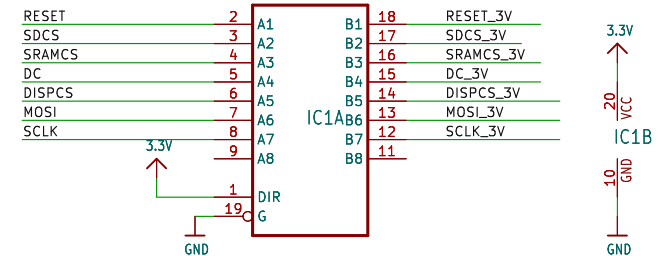 RESET 2 A1 B1 18 RESET_3V
SDCS 3 A2 B2 17 SDCS_3V
SRAMCS 4 A3 B3 16 SRAMCS_3V
DC 5 A4 B4 15 DC_3V
DISPCS 6 A5 B5 14 DISPCS_3V
MOSI 7 A6 B6 13 MOSI_3V
SCLK 8 A7 B7 12 SCLK_3V
9 A8 B8 11
IC1A
3.3V
1 DIR
19 G
GND
3.3V
20 VCC
IC1B
10 GND
GND